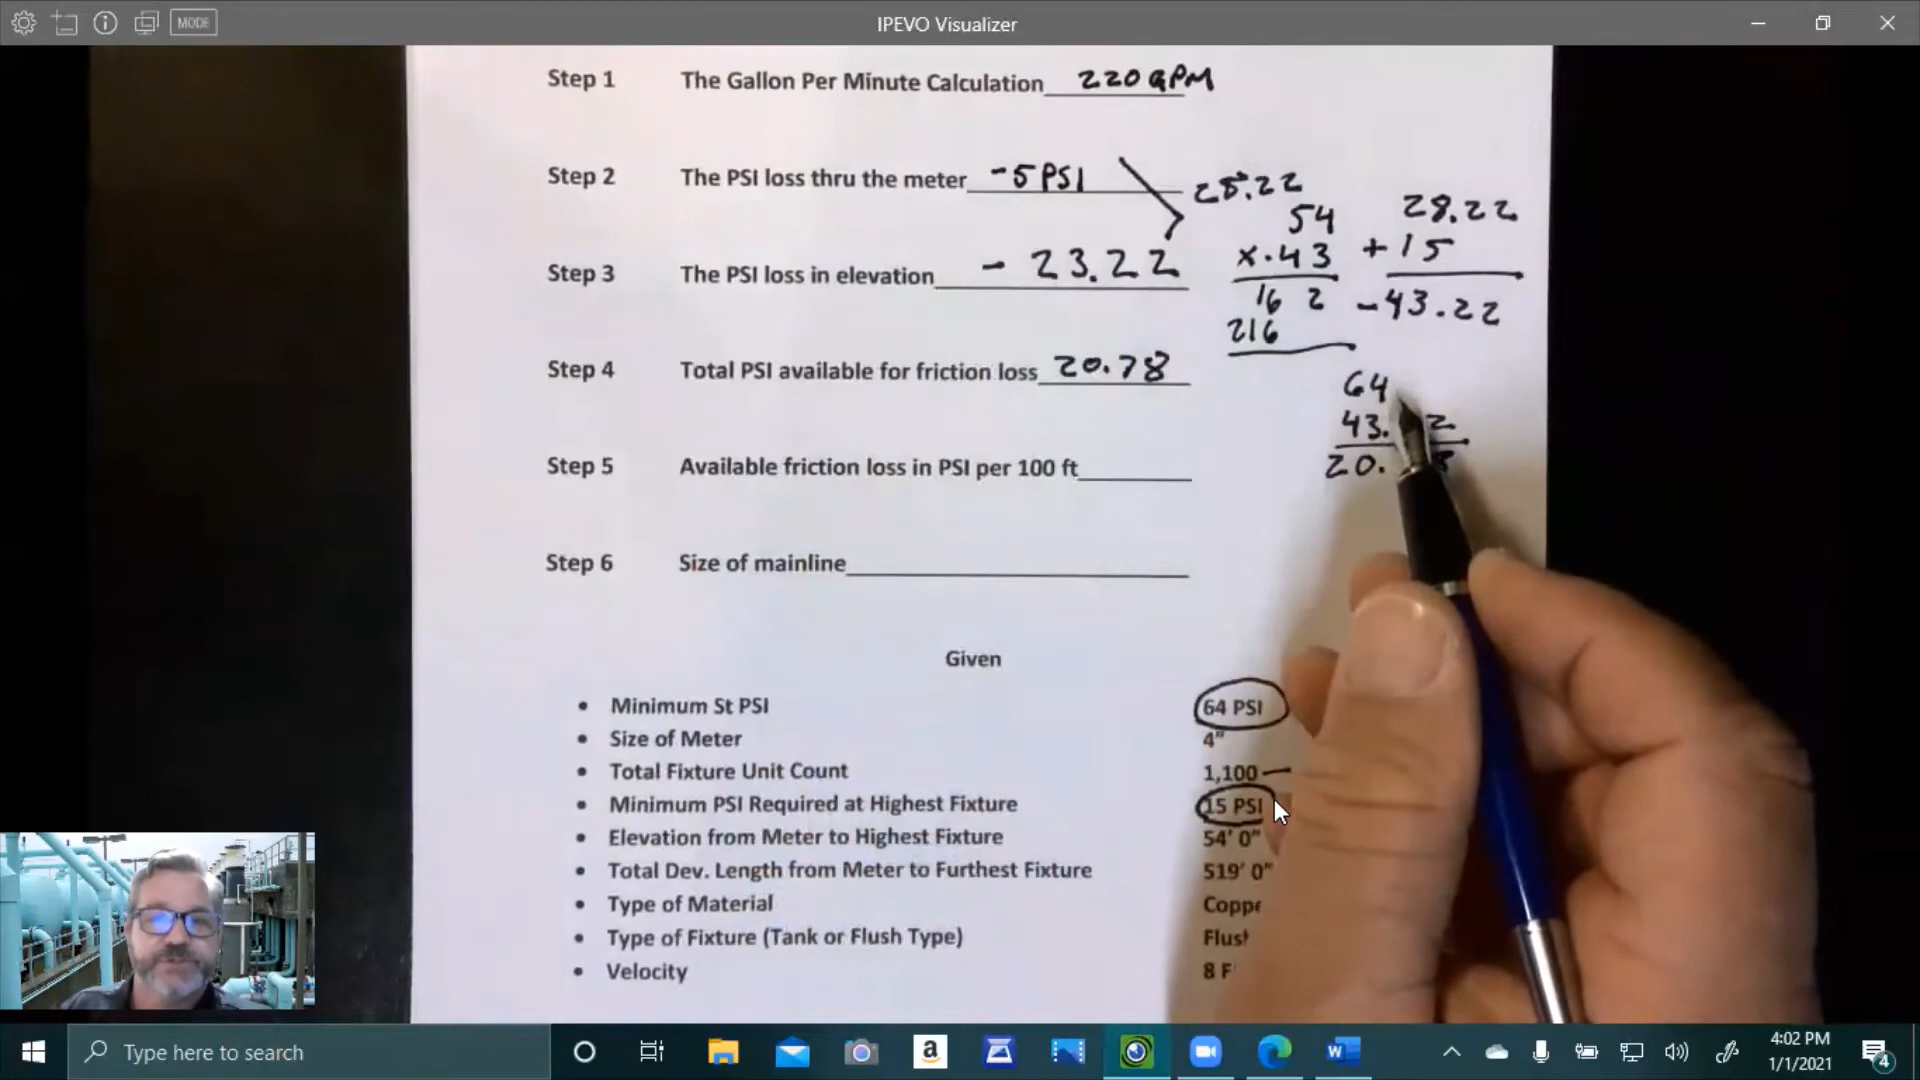 MODE
IPEVO Visualizer
Step 1 The Gallon Per Minute Calculation 220 GPM
Step 2 The PSI loss thru the meter -5 PSI
28.22
54
x.43
16 2
216
28.22
+ 15
-43.22
Step 3 The PSI loss in elevation - 23.22
Step 4 Total PSI available for friction loss 20.78
64
43. 2
20. 8
Step 5 Available friction loss in PSI per 100 ft
Step 6 Size of mainline
Given
• Minimum St PSI 64 PSI
• Size of Meter 4"
• Total Fixture Unit Count 1,100
• Minimum PSI Required at Highest Fixture 15 PSI
• Elevation from Meter to Highest Fixture 54' 0"
• Total Dev. Length from Meter to Furthest Fixture 519' 0"
• Type of Material
• Type of Fixture (Tank or Flush Type)
• Velocity 8 F
Type here to search
a
W
4:02 PM
1/1/2021
4